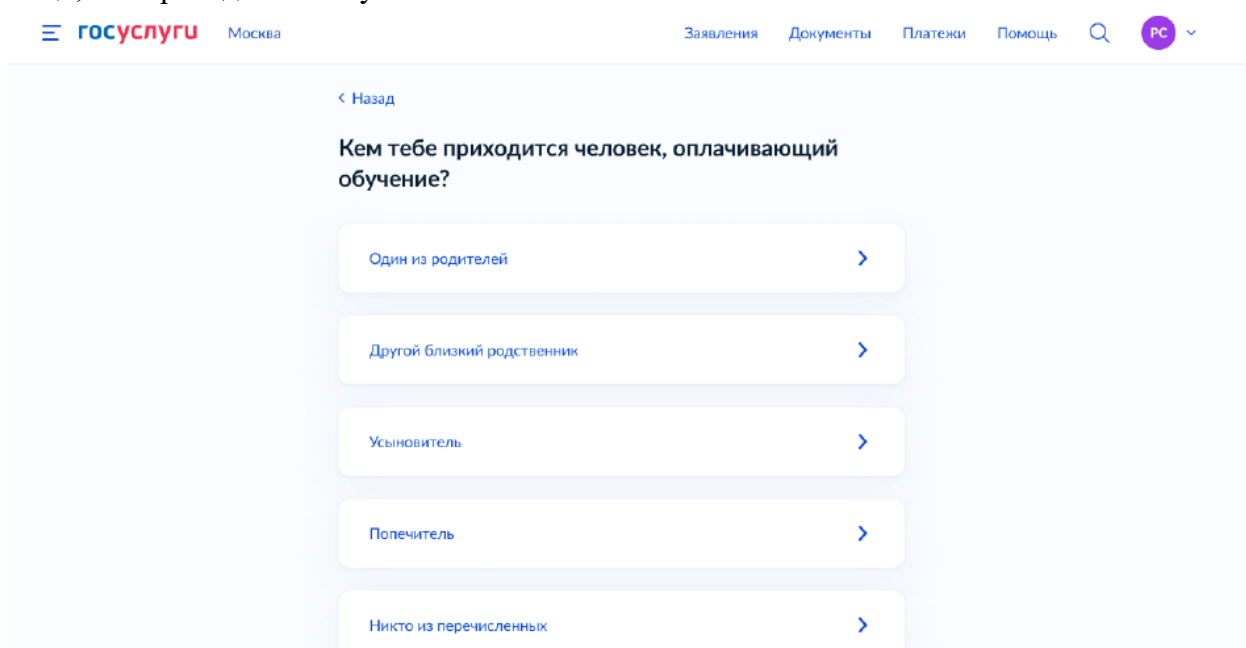 госуслуги Москва Заявления Документы Платежи Помощь РС
Назад
Кем тебе приходится человек, оплачивающий
обучение?
Один из родителей
Другой близкий родственник
Усыновитель
Попечитель
Никто из перечисленных